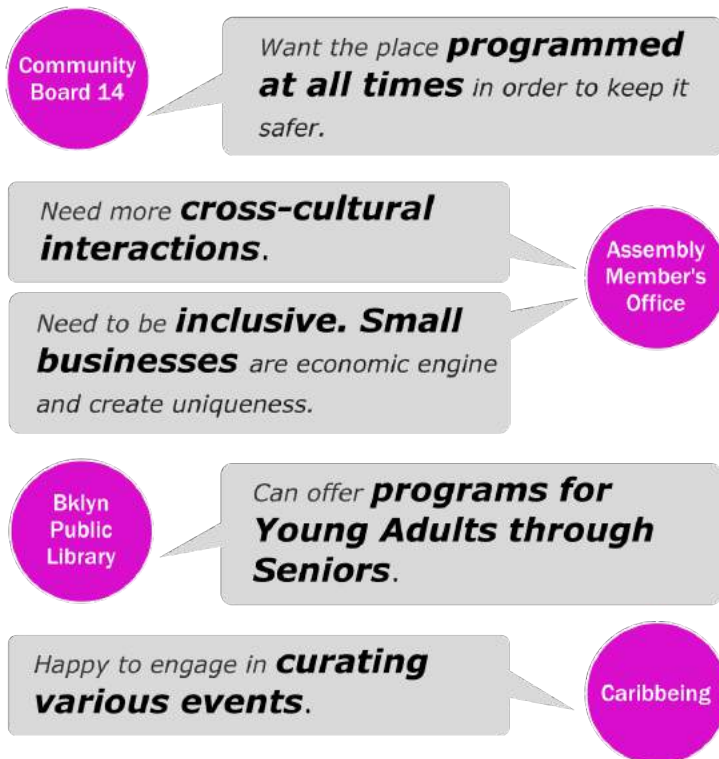 Community
Board 14
Want the place programmed
at all times in order to keep it
safer.
Need more cross-cultural
interactions.
Assembly
Member's
Office
Need to be inclusive. Small
businesses are economic engine
and create uniqueness.
Bklyn
Public
Library
Can offer programs for
Young Adults through
Seniors.
Happy to engage in curating
various events.
Caribbeing